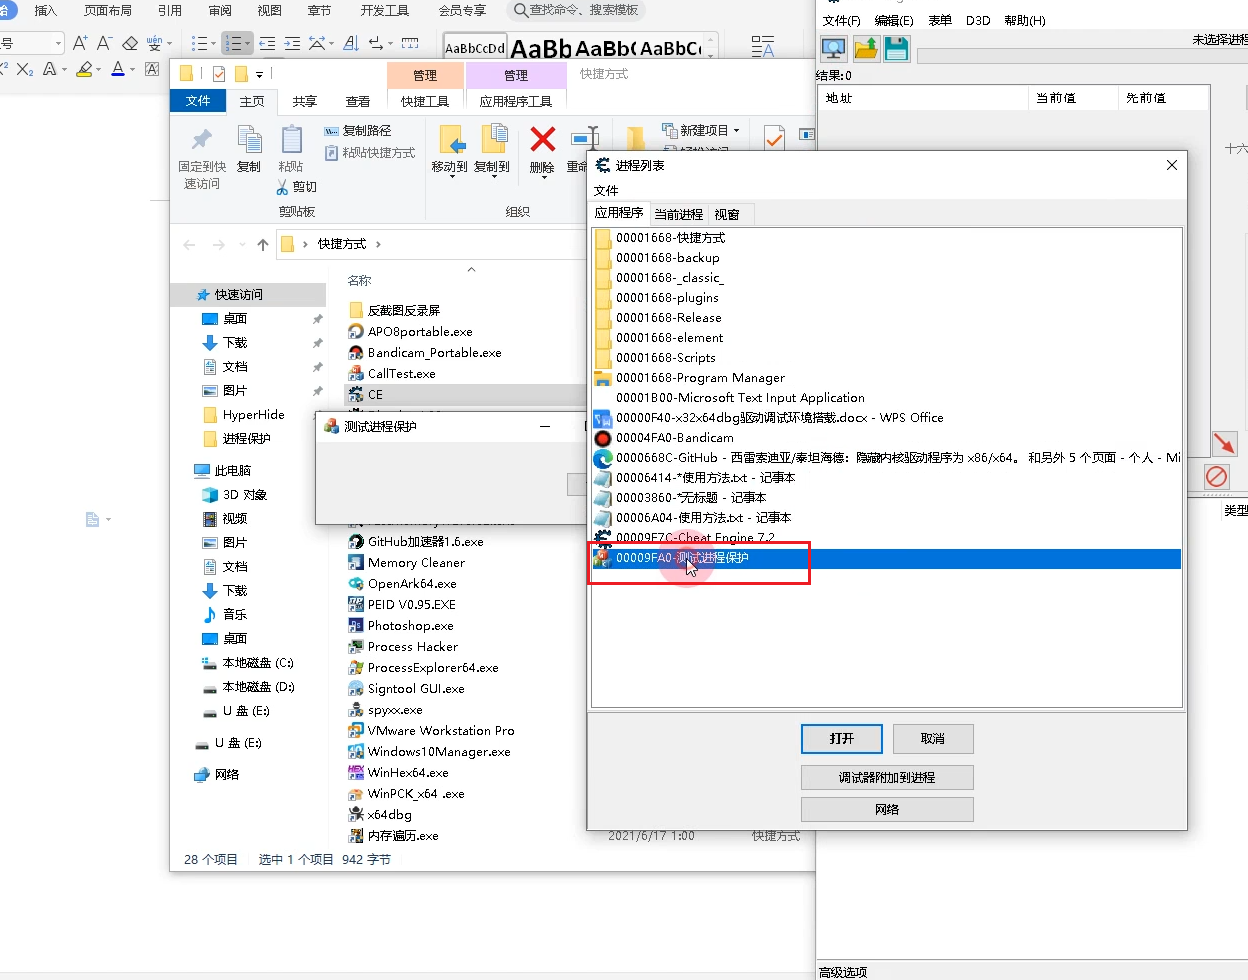 插入
页面布局
引用
审阅
视图
章节
开发工具
会员专享
查找命令、搜索模板
AaBbCcDd
AaBb
AaBb(
AaBbC
文件(F)
编辑(E)
表单
D3D
帮助(H)
未选择进程
结果:0
地址
当前值
先前值
十六
类型
高级选项
管理
管理
快捷方式
文件
主页
共享
查看
快捷工具
应用程序工具
固定到快
速访问
复制
粘贴
复制路径
粘贴快捷方式
剪切
剪贴板
移动到
复制到
删除
重命
组织
新建项目
快捷方式
名称
快速访问
桌面
下载
文档
图片
HyperHide
进程保护
此电脑
3D 对象
视频
图片
文档
下载
音乐
桌面
本地磁盘 (C:)
本地磁盘 (D:)
U 盘 (E:)
U 盘 (E:)
网络
反截图反录屏
APO8portable.exe
Bandicam_Portable.exe
CallTest.exe
CE
测试进程保护
GitHub加速器1.6.exe
Memory Cleaner
OpenArk64.exe
PEID V0.95.EXE
Photoshop.exe
Process Hacker
ProcessExplorer64.exe
Signtool GUI.exe
spyxx.exe
VMware Workstation Pro
Windows10Manager.exe
WinHex64.exe
WinPCK_x64 .exe
x64dbg
内存遍历.exe
2021/6/17 1:00
快捷方式
28 个项目
选中 1 个项目
942 字节
进程列表
文件
应用程序
当前进程
视窗
00001668-快捷方式
00001668-backup
00001668-_classic_
00001668-plugins
00001668-Release
00001668-element
00001668-Scripts
00001668-Program Manager
00001B00-Microsoft Text Input Application
00000F40-x32x64dbg驱动调试环境搭载.docx - WPS Office
00004FA0-Bandicam
0000668C-GitHub - 西雷索迪亚/泰坦海德：隐藏内核驱动程序为 x86/x64。 和另外 5 个页面 - 个人 - Mi
00006414-*使用方法.txt - 记事本
00003860-*无标题 - 记事本
00006A04-使用方法.txt - 记事本
00009E7C-Cheat Engine 7.2
00009FA0-测试进程保护
打开
取消
调试器附加到进程
网络